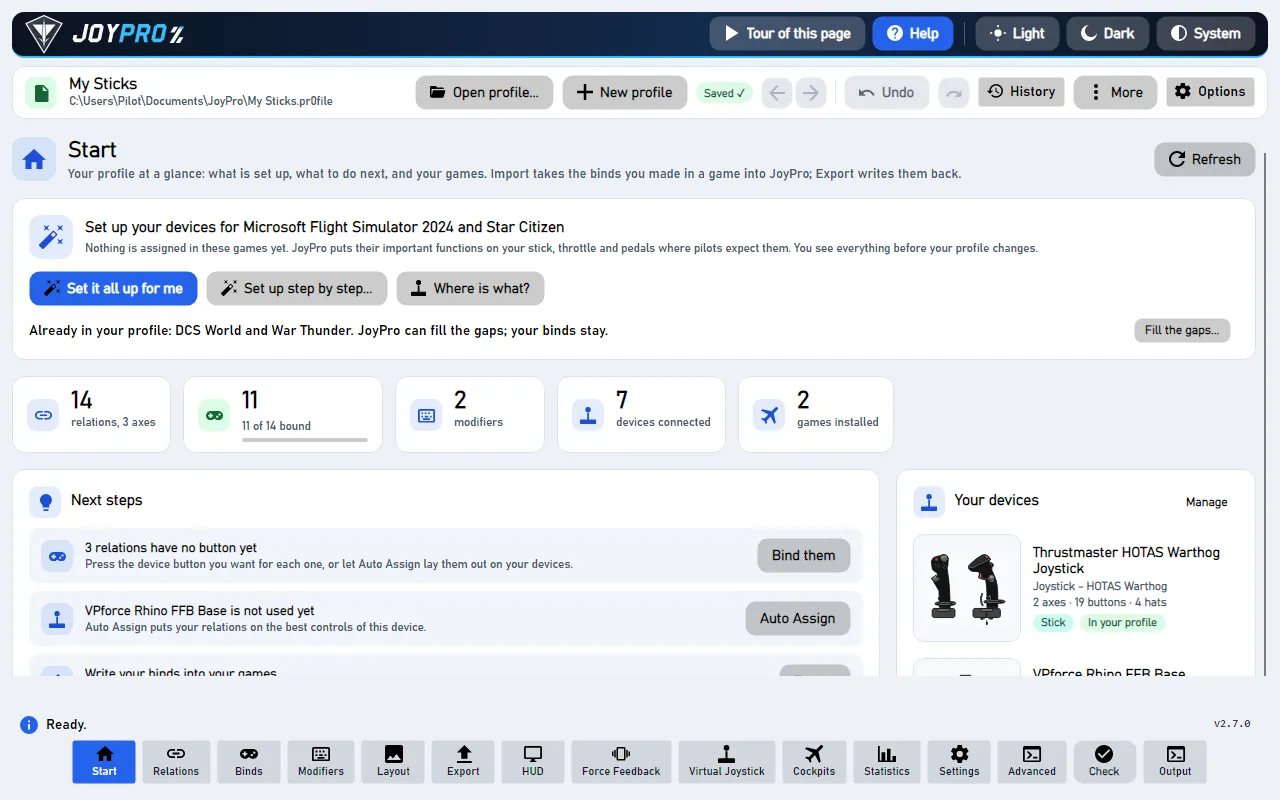 JOYPRO
Tour of this page
Help
Light
Dark
System
My Sticks
C:\Users\Pilot\Documents\JoyPro\My Sticks.pr0file
Open profile...
New profile
Saved ✓
Undo
History
More
Options
Start
Your profile at a glance: what is set up, what to do next, and your games. Import takes the binds you made in a game into JoyPro; Export writes them back.
Refresh
Set up your devices for Microsoft Flight Simulator 2024 and Star Citizen
Nothing is assigned in these games yet. JoyPro puts their important functions on your stick, throttle and pedals where pilots expect them. You see everything before your profile changes.
Set it all up for me
Set up step by step...
Where is what?
Already in your profile: DCS World and War Thunder. JoyPro can fill the gaps; your binds stay.
Fill the gaps...
14
relations, 3 axes
11
11 of 14 bound
2
modifiers
7
devices connected
2
games installed
Next steps
3 relations have no button yet
Press the device button you want for each one, or let Auto Assign lay them out on your devices.
Bind them
VPforce Rhino FFB Base is not used yet
Auto Assign puts your relations on the best controls of this device.
Auto Assign
Write your binds into your games
Your devices
Manage
Thrustmaster HOTAS Warthog
Joystick
Joystick - HOTAS Warthog
2 axes · 19 buttons · 4 hats
Stick
In your profile
VPforce Rhino FFB Base
Ready.
v2.7.0
Start
Relations
Binds
Modifiers
Layout
Export
HUD
Force Feedback
Virtual Joystick
Cockpits
Statistics
Settings
Advanced
Check
Output